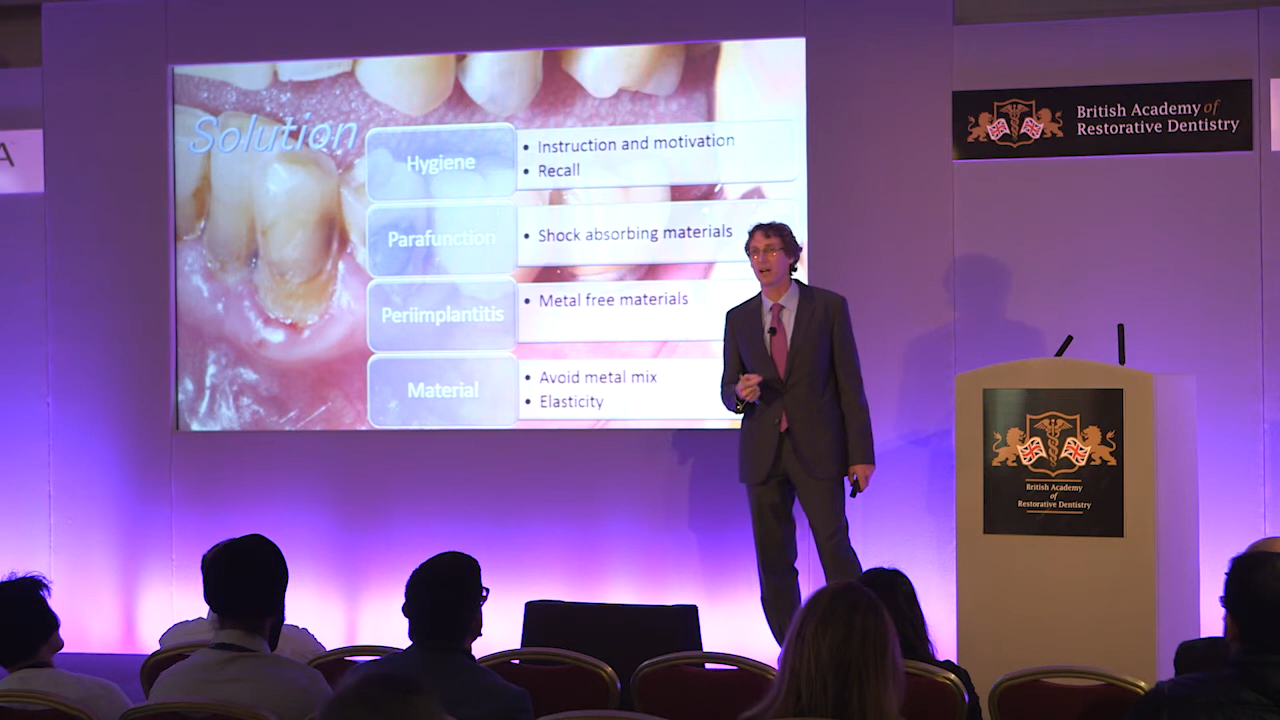 A
Solution
Hygiene
• Instruction and motivation
• Recall
Parafunction
• Shock absorbing materials
Periimplantitis
• Metal free materials
Material
• Avoid metal mix
• Elasticity
British Academy of
Restorative Dentistry
British Academy
of
Restorative Dentistry